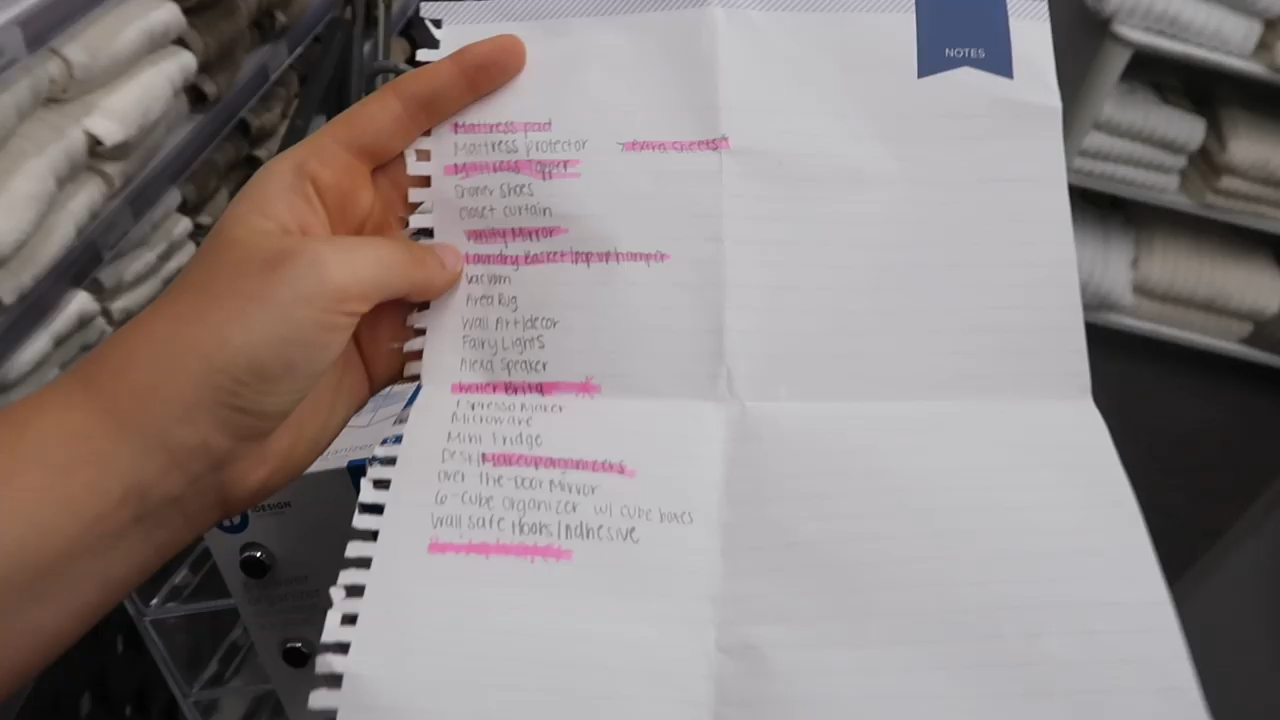 NOTES
Mattress pad
Mattress protector >extra sheets*
Mattress Topper
Shower Shoes
closet curtain
Vanity Mirror
Laundry Basket/pop up hamper
Vacuum
Area Rug
Wall Art/decor
Fairy Lights
Alexa Speaker
Water Brita *
Espresso Maker
Microwave
Mini Fridge
Desk/Makeup organizers
over-the-Door Mirror
6-cube organizer w/ cube boxes
Wall safe Hooks/Adhesive
iDESIGN